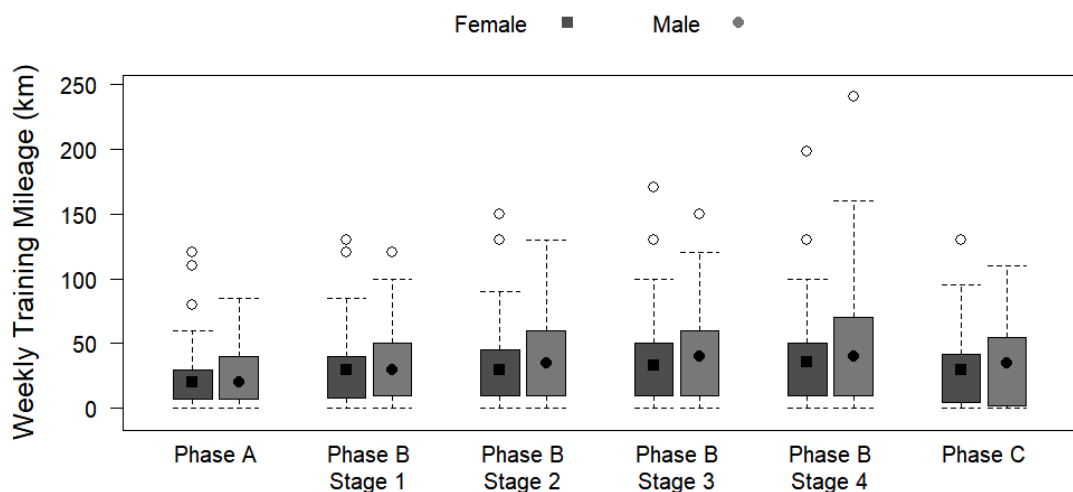 Female Male
Weekly Training Mileage (km)
250
200
150
100
50
0
Phase A Phase B Phase B Phase B Phase B Phase C
Stage 1 Stage 2 Stage 3 Stage 4